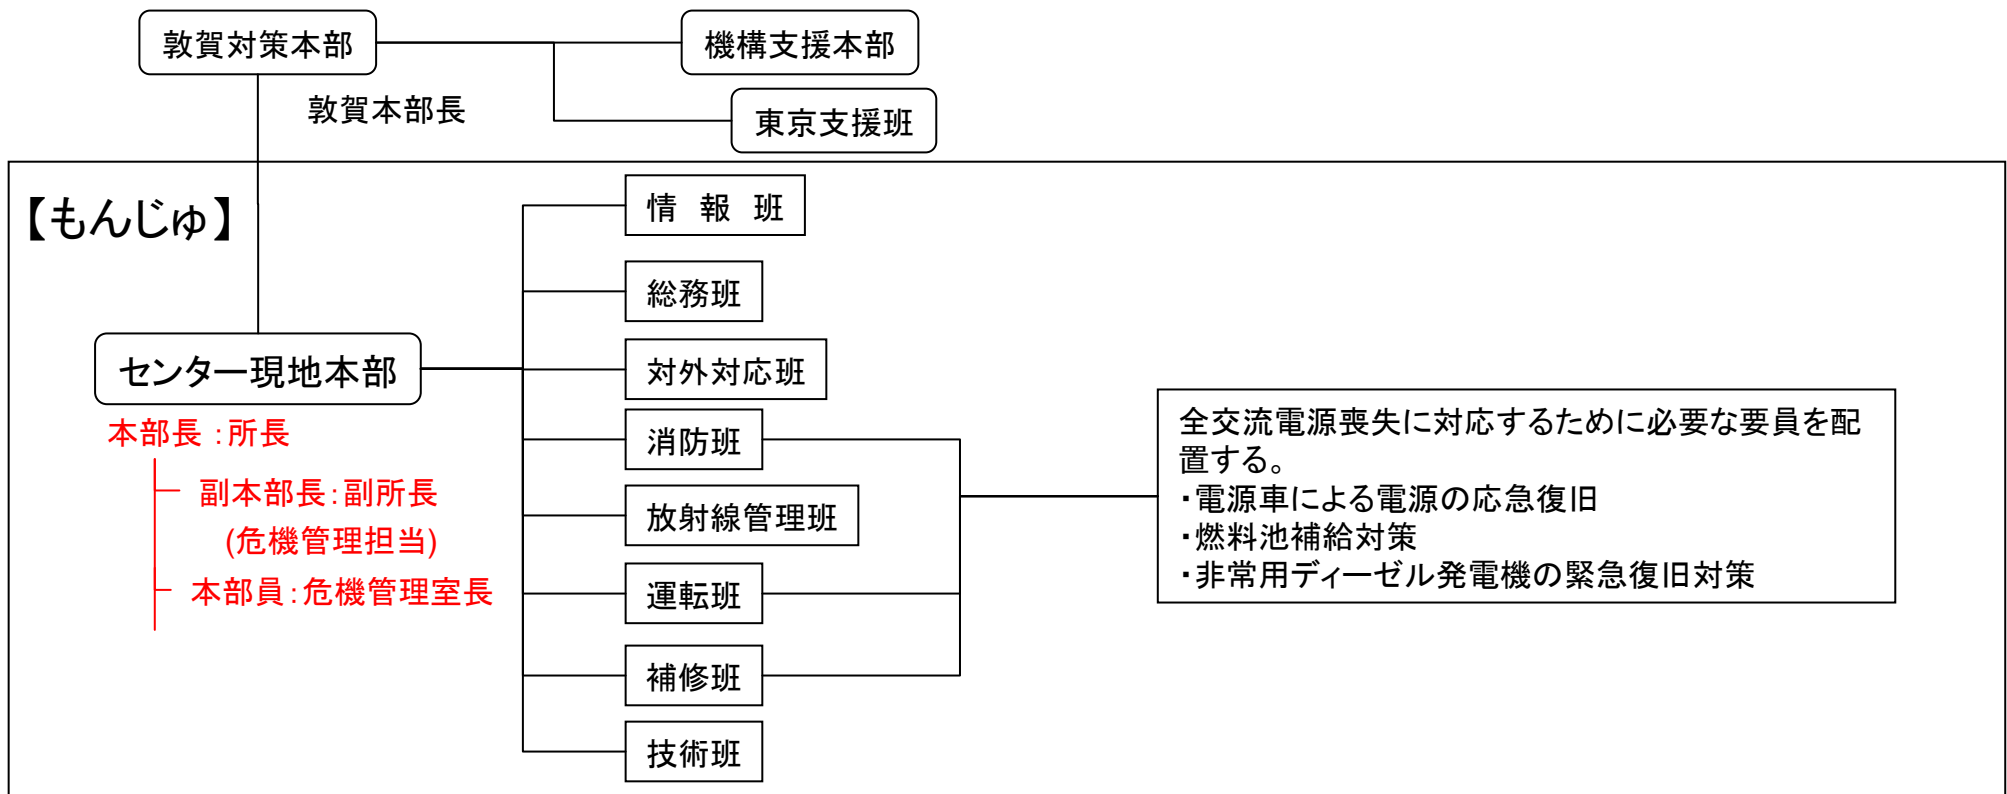 敦賀対策本部
機構支援本部
敦賀本部長
東京支援班
【もんじゅ】
情 報 班
総務班
センター現地本部
対外対応班
本部長：所長
副本部長：副所長
(危機管理担当)
本部員：危機管理室長
消防班
放射線管理班
運転班
補修班
技術班
全交流電源喪失に対応するために必要な要員を配
置する。
・電源車による電源の応急復旧
・燃料池補給対策
・非常用ディーゼル発電機の緊急復旧対策